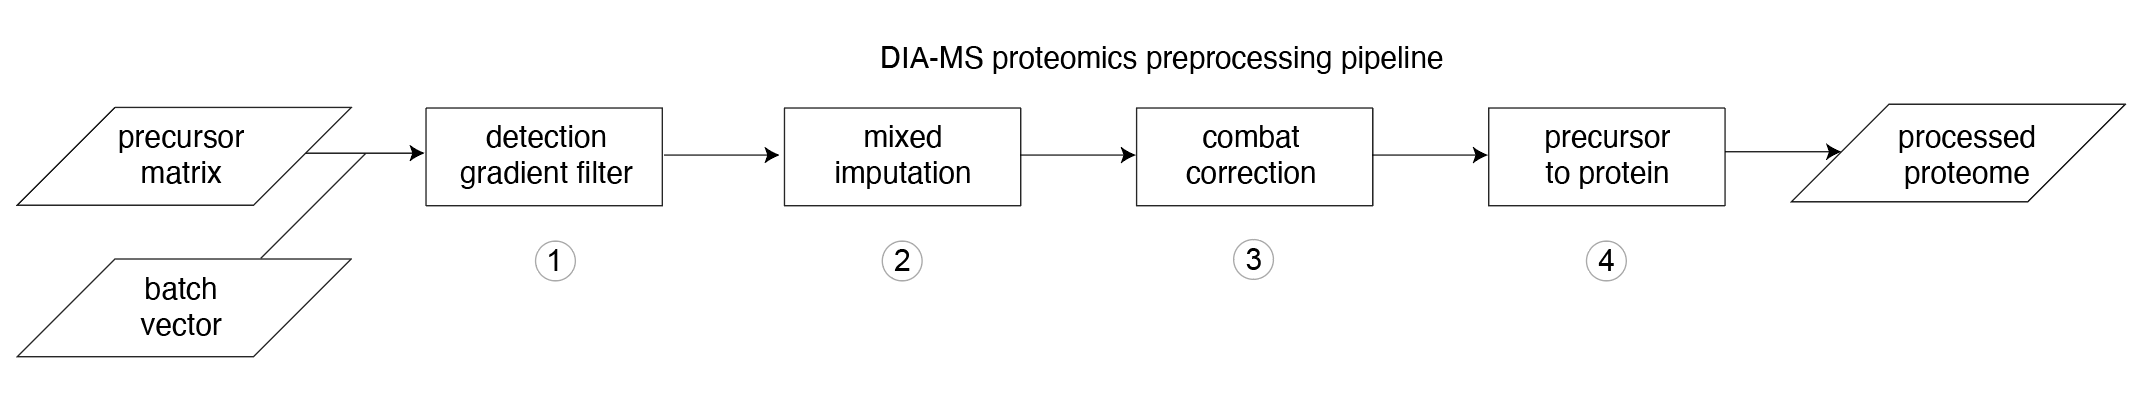 DIA-MS proteomics preprocessing pipeline
precursor
matrix
batch
vector
detection
gradient filter
1
mixed
imputation
2
combat
correction
3
precursor
to protein
4
processed
proteome